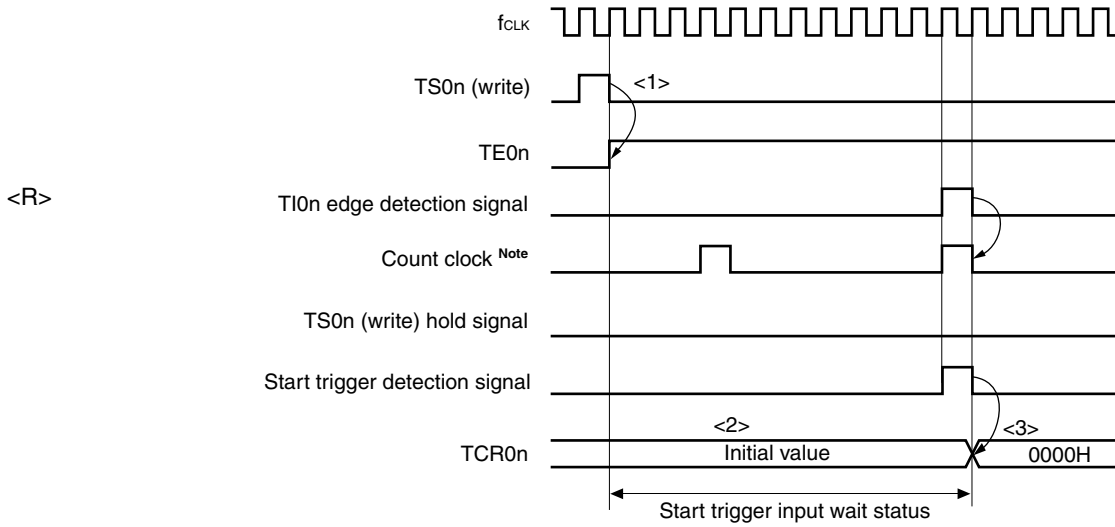 fCLK
TS0n (write)
<1>
TE0n
<R>
TI0n edge detection signal
Count clock Note
TS0n (write) hold signal
Start trigger detection signal
<2>
<3>
TCR0n
Initial value
0000H
Start trigger input wait status